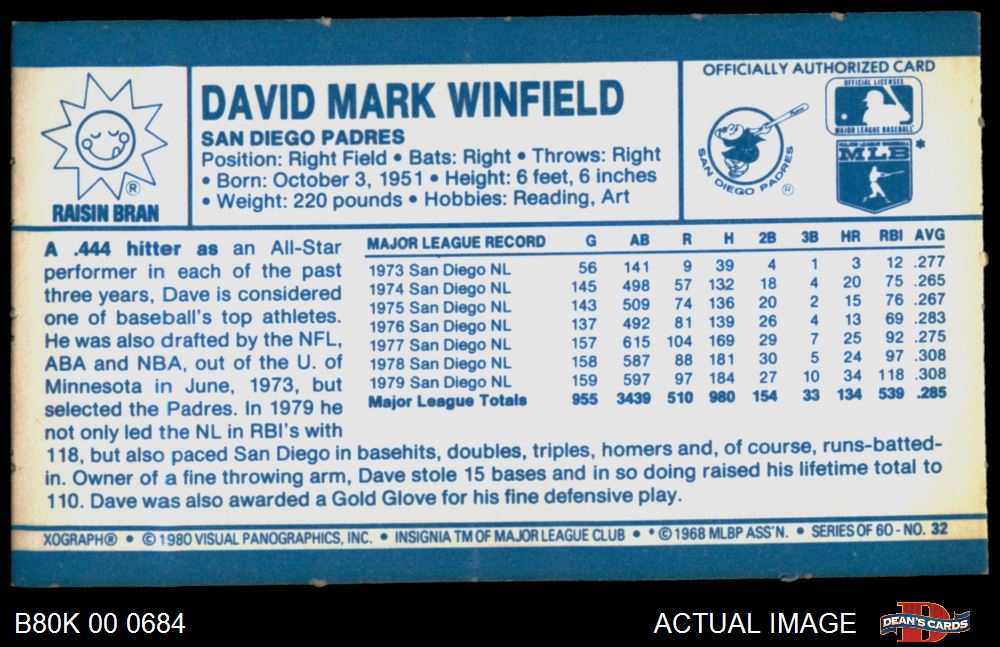 RAISIN BRAN
®
DAVID MARK WINFIELD
SAN DIEGO PADRES
Position: Right Field • Bats: Right • Throws: Right
• Born: October 3, 1951 • Height: 6 feet, 6 inches
• Weight: 220 pounds • Hobbies: Reading, Art
OFFICIALLY AUTHORIZED CARD
SAN DIEGO PADRES ®
OFFICIAL LICENSEE
MAJOR LEAGUE BASEBALL
MAJOR LEAGUE BASEBALL
MLB *
A .444 hitter as an All-Star
performer in each of the past
three years, Dave is considered
one of baseball's top athletes.
He was also drafted by the NFL,
ABA and NBA, out of the U. of
Minnesota in June, 1973, but
selected the Padres. In 1979 he
not only led the NL in RBI's with
118, but also paced San Diego in basehits, doubles, triples, homers and, of course, runs-batted-
in. Owner of a fine throwing arm, Dave stole 15 bases and in so doing raised his lifetime total to
110. Dave was also awarded a Gold Glove for his fine defensive play.
MAJOR LEAGUE RECORD G AB R H 2B 3B HR RBI AVG
1973 San Diego NL 56 141 9 39 4 1 3 12 .277
1974 San Diego NL 145 498 57 132 18 4 20 75 .265
1975 San Diego NL 143 509 74 136 20 2 15 76 .267
1976 San Diego NL 137 492 81 139 26 4 13 69 .283
1977 San Diego NL 157 615 104 169 29 7 25 92 .275
1978 San Diego NL 158 587 88 181 30 5 24 97 .308
1979 San Diego NL 159 597 97 184 27 10 34 118 .308
Major League Totals 955 3439 510 980 154 33 134 539 .285
XOGRAPH® • © 1980 VISUAL PANOGRAPHICS, INC. • INSIGNIA TM OF MAJOR LEAGUE CLUB • * © 1968 MLBP ASS'N. • SERIES OF 60 - NO. 32
B80K 00 0684
ACTUAL IMAGE
D
DEAN'S CARDS